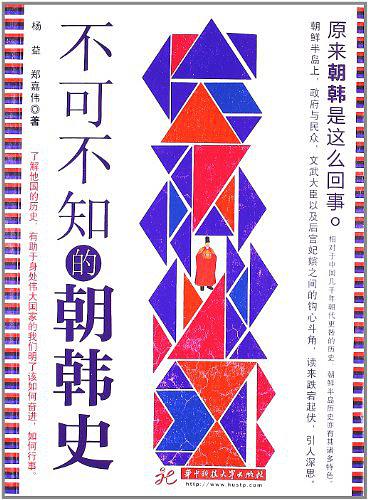 原来朝韩是这么回事。
相对于中国几千年朝代更替的历史，朝鲜半岛历史亦有其诸多特色。
朝鲜半岛上，政府与民众、文武大臣以及后宫妃嫔之间的钩心斗角，读来跌宕起伏，引人深思。
杨益 郑嘉伟◎著
不可不知的朝韩史
了解他国的历史，有助于身处伟大国家的我们明了该如何奋进，如何行事。
华中科技大学出版社
http://www.hustp.com